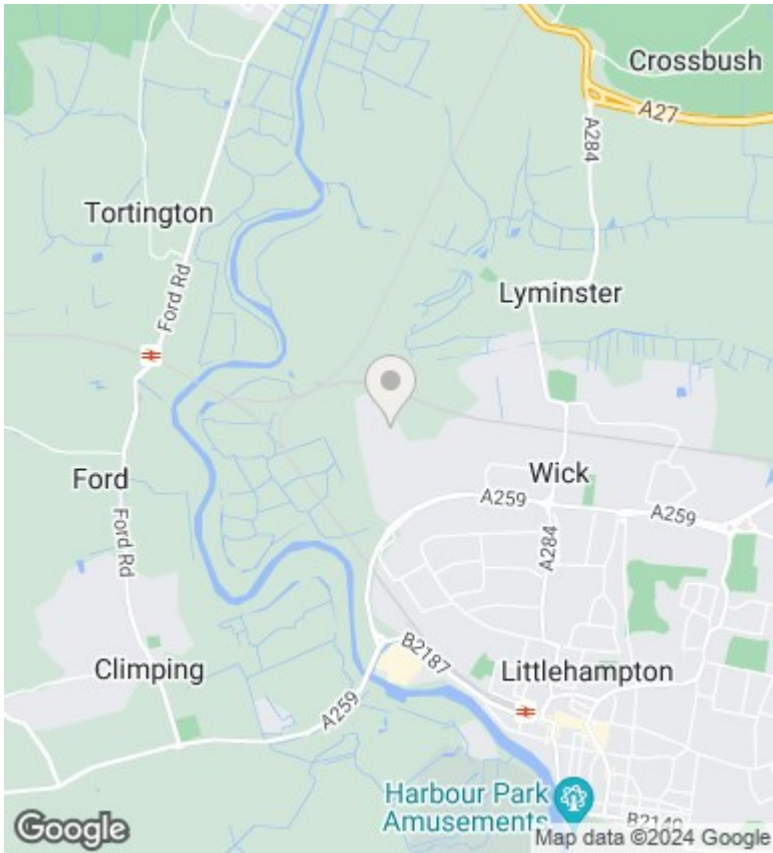 Crossbush
A27
A284
Tortington
Ford Rd
Lyminster
Ford
Wick
A259
A259
Ford Rd
A284
Climping
B2187
Littlehampton
A259
Harbour Park
Amusements
B2140
Google
Map data ©2024 Google